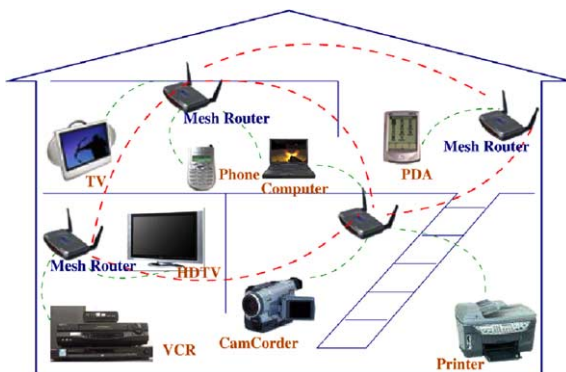 Mesh Router
TV
Phone
Computer
PDA
Mesh Router
Mesh Router
HDTV
VCR
CamCorder
Printer